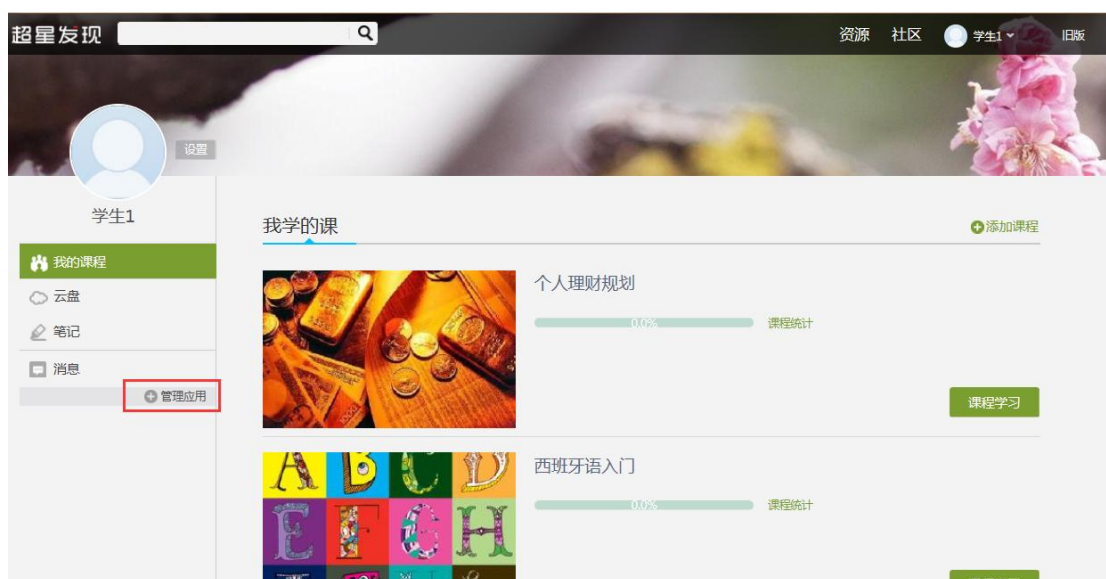 超星发现
资源 社区 学生1 旧版
设置
学生1
我的课程
云盘
笔记
消息
管理应用
我学的课
添加课程
个人理财规划
0.0% 课程统计
课程学习
西班牙语入门
0.0% 课程统计
A B C D
E F G H